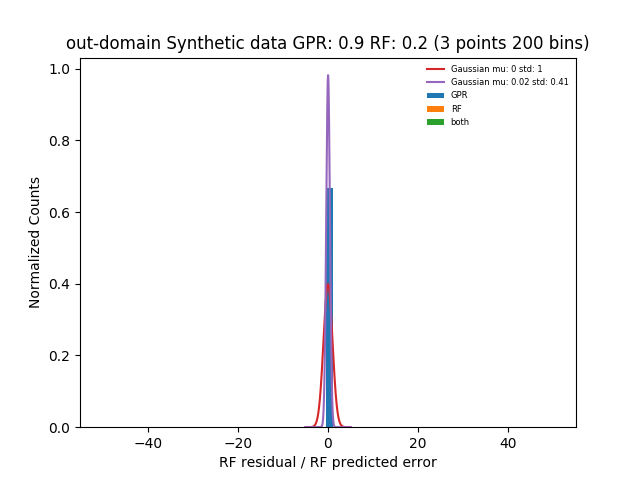 out-domain Synthetic data GPR: 0.9 RF: 0.2 (3 points 200 bins)
Gaussian mu: 0 std: 1
Gaussian mu: 0.02 std: 0.41
GPR
RF
both
Normalized Counts
1.0
0.8
0.6
0.4
0.2
0.0
−40
−20
0
20
40
RF residual / RF predicted error